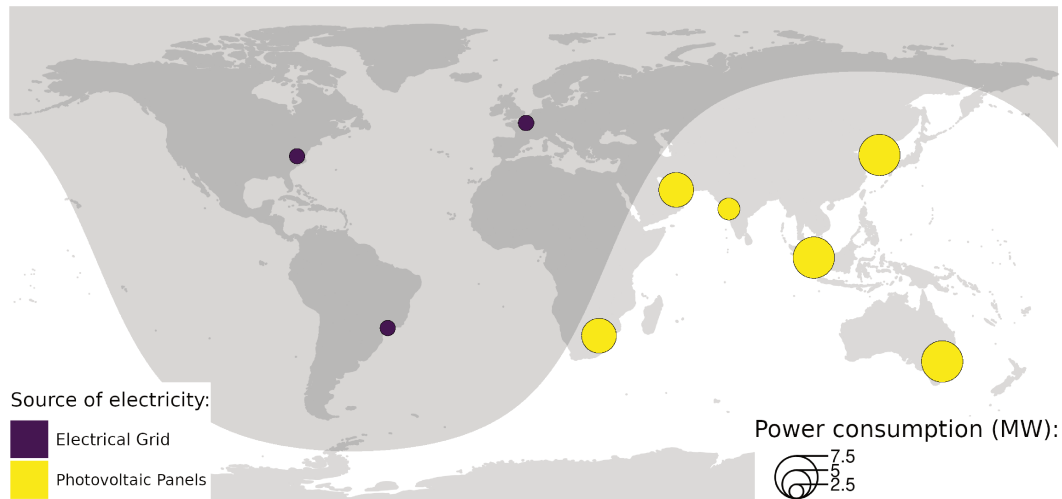 Source of electricity:
Electrical Grid
Photovoltaic Panels
Power consumption (MW):
7.5
5
2.5